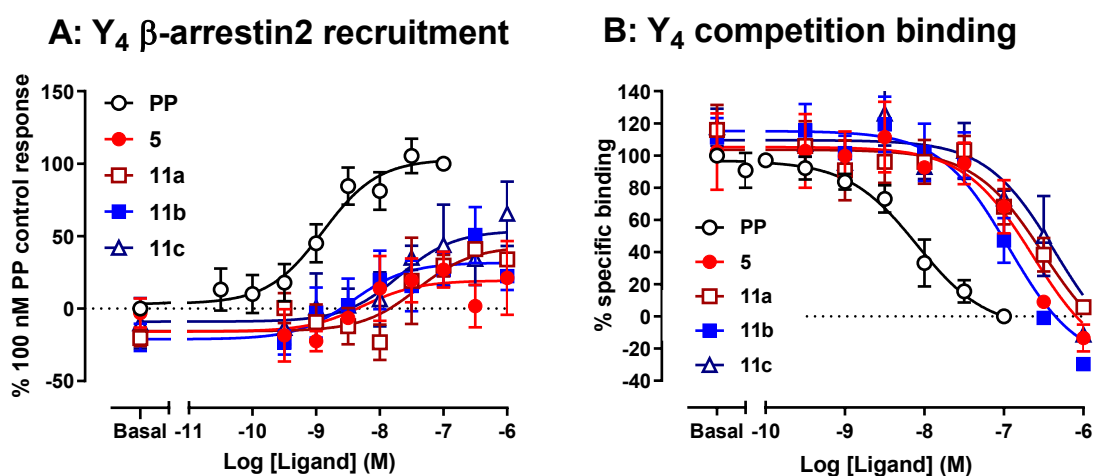 A: Y₄ β-arrestin2 recruitment
% 100 nM PP control response
150
100
50
0
-50
PP
5
11a
11b
11c
Basal -11 -10 -9 -8 -7 -6
Log [Ligand] (M)
B: Y₄ competition binding
% specific binding
140
120
100
80
60
40
20
0
-20
-40
PP
5
11a
11b
11c
Basal -10 -9 -8 -7 -6
Log [Ligand] (M)